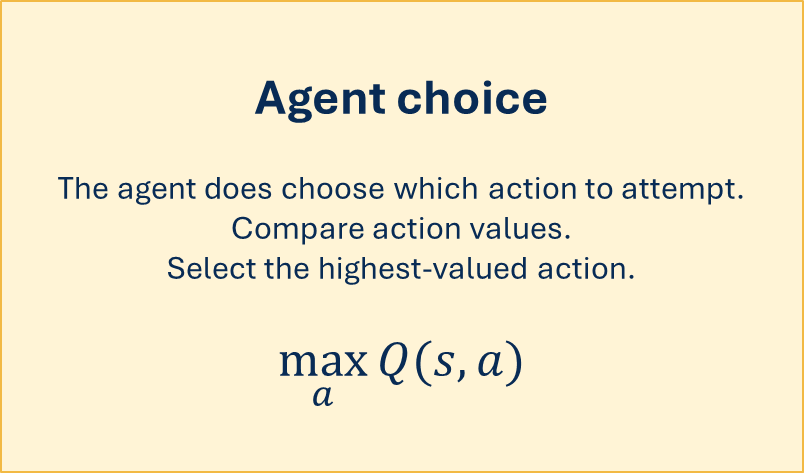 Agent choice
The agent does choose which action to attempt.
Compare action values.
Select the highest-valued action.
max Q(s, a)
a